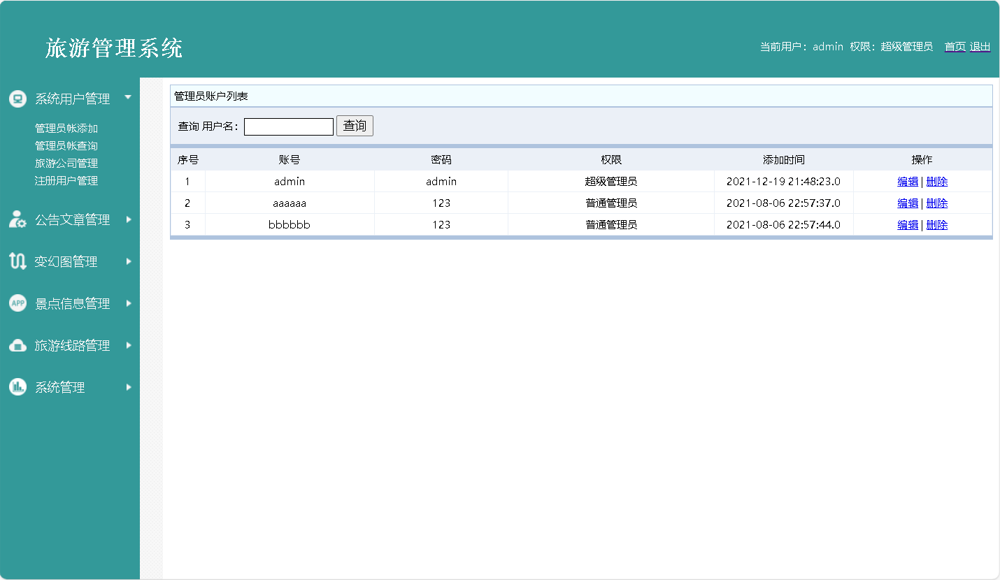 旅游管理系统
当前用户：admin 权限：超级管理员 首页 退出
系统用户管理
管理员帐添加
管理员帐查询
旅游公司管理
注册用户管理
公告文章管理
变幻图管理
APP 景点信息管理
旅游线路管理
系统管理
管理员账户列表
查询 用户名： 查询
序号 账号 密码 权限 添加时间 操作
1 admin admin 超级管理员 2021-12-19 21:48:23.0 编辑 | 删除
2 aaaaaa 123 普通管理员 2021-08-06 22:57:37.0 编辑 | 删除
3 bbbbbb 123 普通管理员 2021-08-06 22:57:44.0 编辑 | 删除